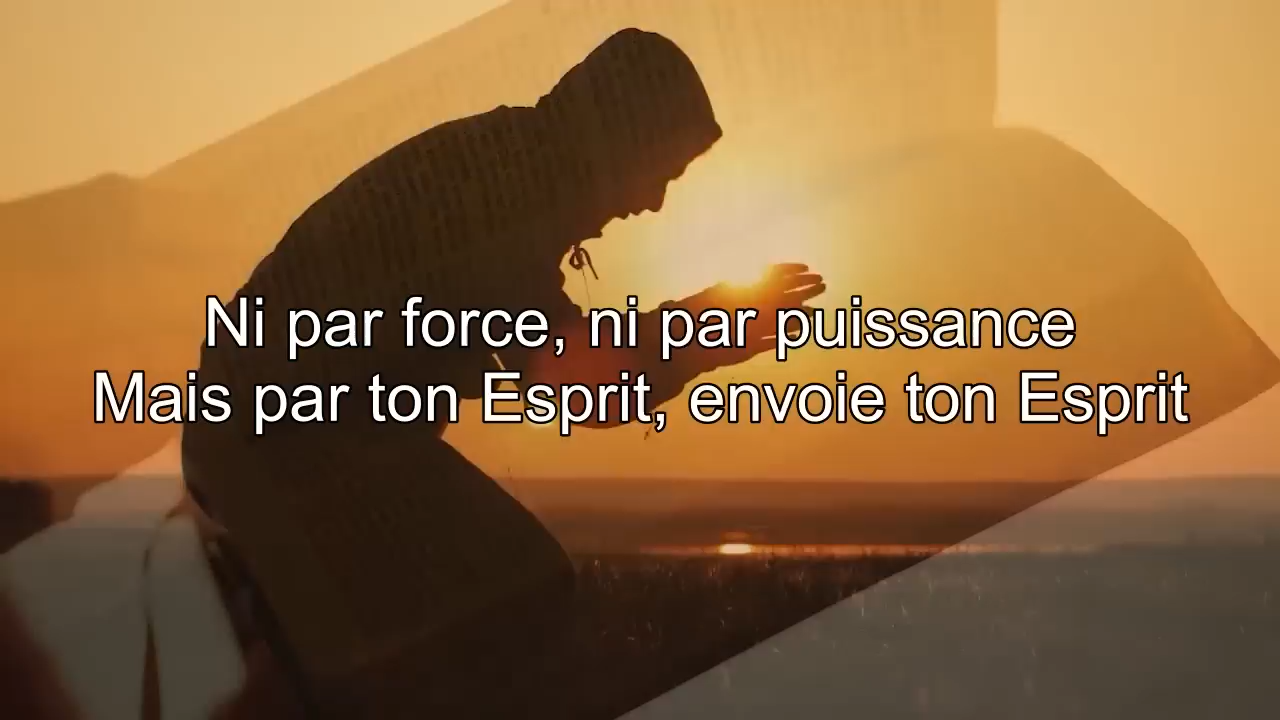 Ni par force, ni par puissance
Mais par ton Esprit, envoie ton Esprit